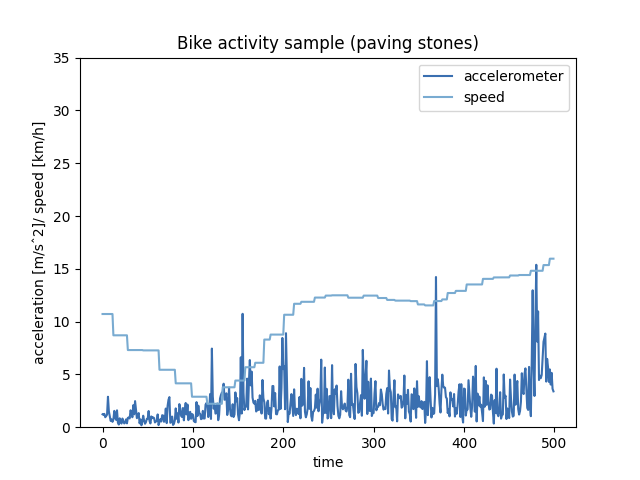 Bike activity sample (paving stones)
accelerometer
speed
35
30
25
20
15
10
5
0
acceleration [m/s^2]/ speed [km/h]
0 100 200 300 400 500
time